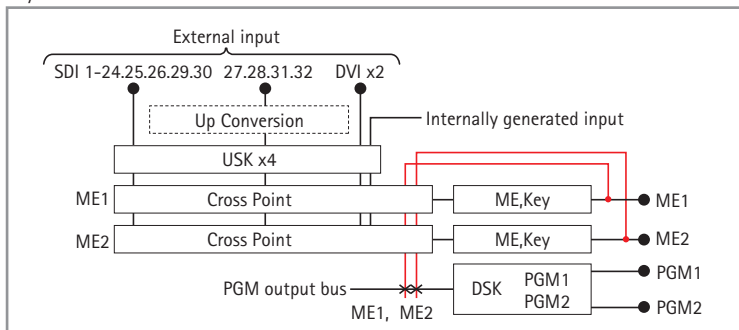 External input
SDI 1-24.25.26.29.30 27.28.31.32 DVI x2
Up Conversion
Internally generated input
USK x4
ME1 Cross Point ME,Key ME1
ME2 Cross Point ME,Key ME2
PGM output bus DSK PGM1 PGM1
PGM2 PGM2
ME1, ME2